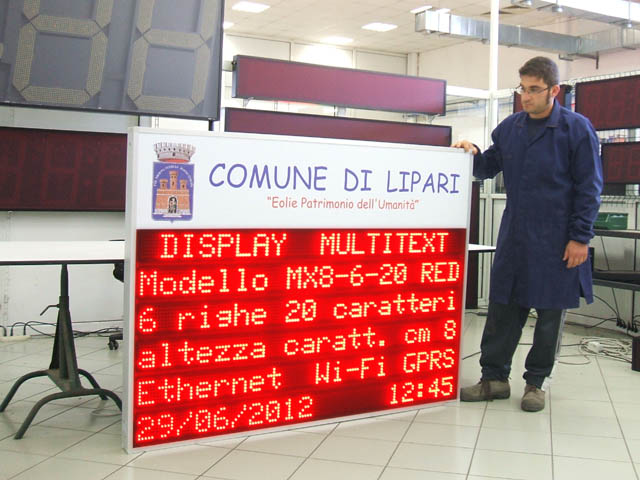 COMUNE DI LIPARI
"Eolie Patrimonio dell'Umanità"
DISPLAY MULTITEXT
Modello MX8-6-20 RED
6 righe 20 caratteri
altezza caratt. cm 8
Ethernet Wi-Fi GPRS
29/06/2012 12:45